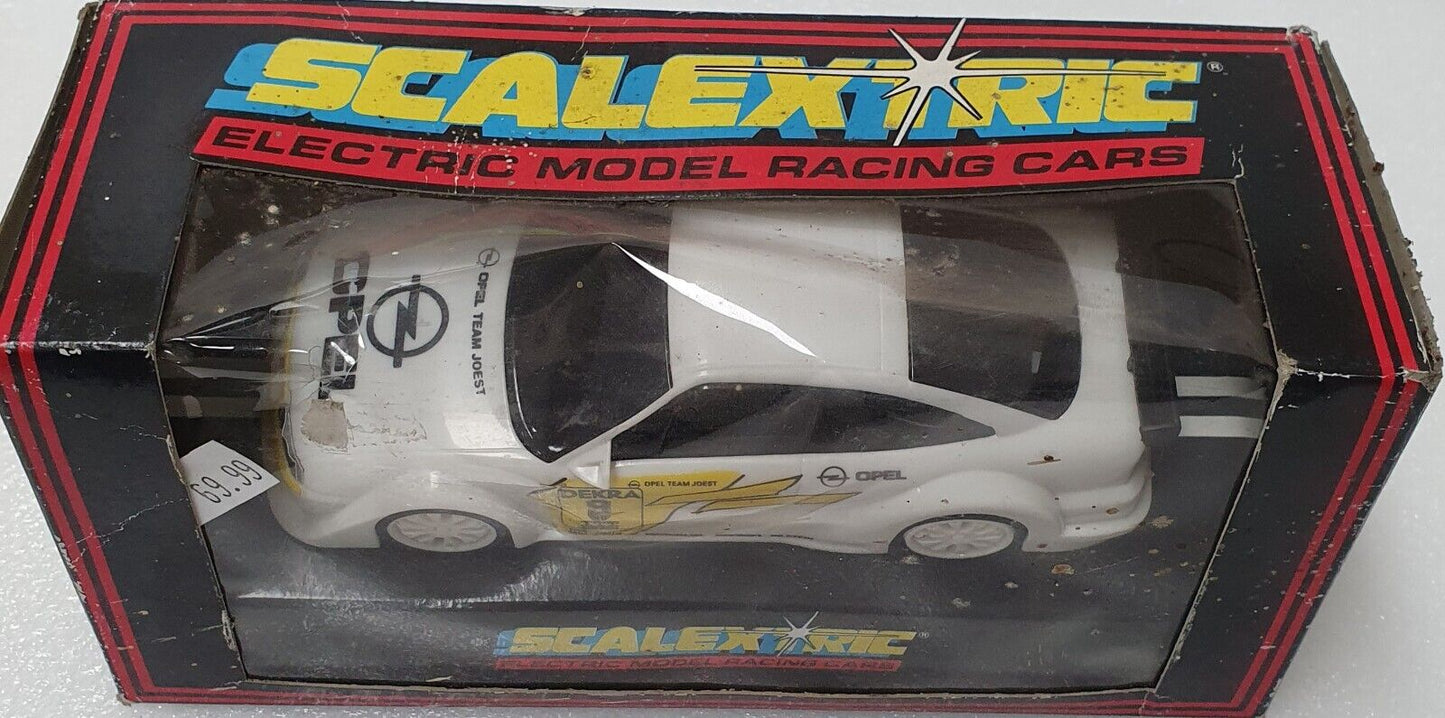 SCALEXTRIC®
ELECTRIC MODEL RACING CARS
OPEL
OPEL TEAM JOEST
OPEL TEAM JOEST
DEKRA
OPEL
69.99
SCALEXTRIC®
ELECTRIC MODEL RACING CARS